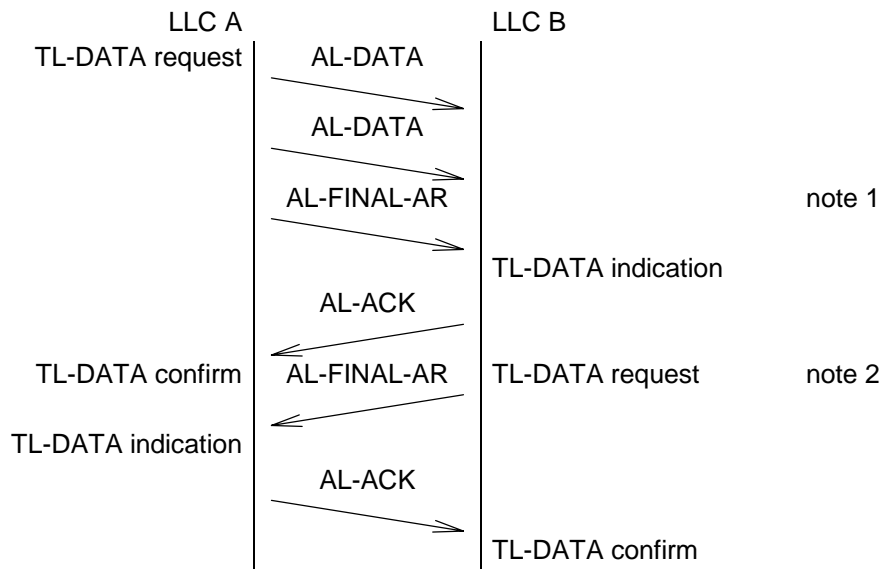 LLC A LLC B
TL-DATA request AL-DATA
AL-DATA
AL-FINAL-AR note 1
TL-DATA indication
AL-ACK
TL-DATA confirm AL-FINAL-AR TL-DATA request note 2
TL-DATA indication
AL-ACK
TL-DATA confirm